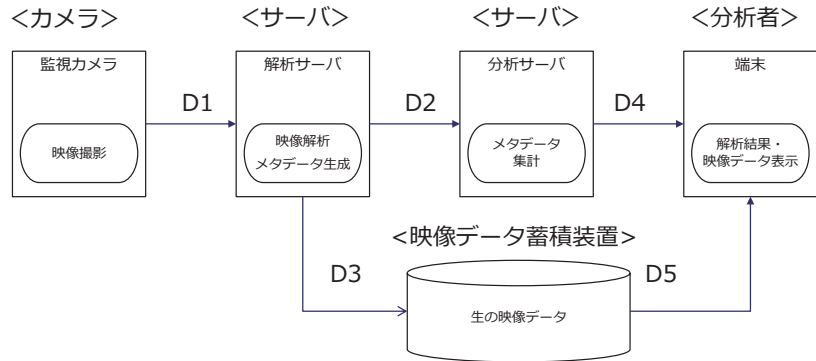 <カメラ>
<サーバ>
<サーバ>
<分析者>
監視カメラ
解析サーバ
分析サーバ
端末
D1
D2
D4
映像撮影
映像解析
メタデータ生成
メタデータ
集計
解析結果・
映像データ表示
<映像データ蓄積装置>
D3
D5
生の映像データ